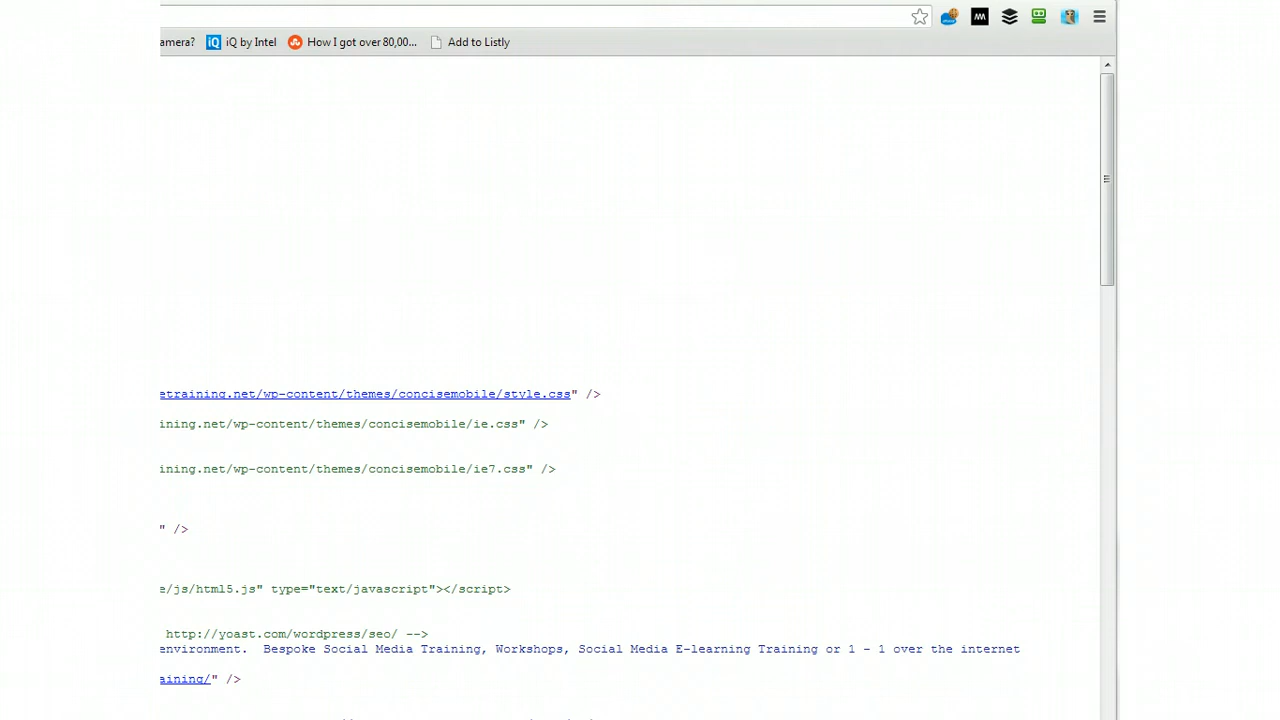 amera? iQ iQ by Intel How I got over 80,00... Add to Listly
etraining.net/wp-content/themes/concisemobile/style.css" />
ining.net/wp-content/themes/concisemobile/ie.css" />
ining.net/wp-content/themes/concisemobile/ie7.css" />
" />
e/js/html5.js" type="text/javascript"></script>
http://yoast.com/wordpress/seo/ -->
environment.  Bespoke Social Media Training, Workshops, Social Media E-learning Training or 1 - 1 over the internet
aining/" />